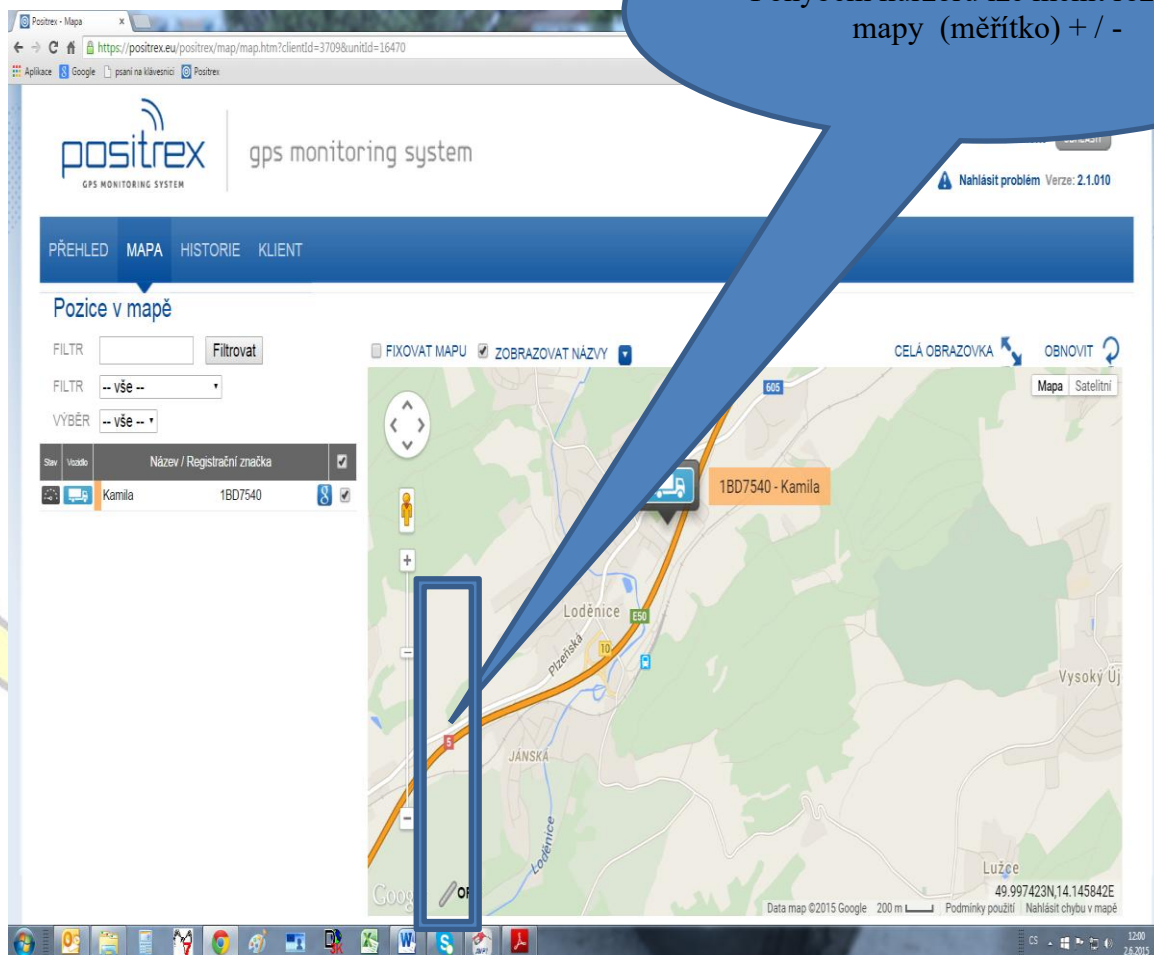 mapy (měřítko) + / -
Positrex - Mapa
https://positrex.eu/positrex/map/map.htm?clientId=3709&unitId=16470
Aplikace Google psaní na klávesnici Positrex
positrex
GPS MONITORING SYSTEM
gps monitoring system
Nahlásit problém Verze: 2.1.010
PŘEHLED MAPA HISTORIE KLIENT
Pozice v mapě
FILTR Filtrovat
FIXOVAT MAPU ZOBRAZOVAT NÁZVY CELÁ OBRAZOVKA OBNOVIT
FILTR -- vše --
VÝBĚR -- vše --
Mapa Satelitní
605
Stav Vozidlo Název / Registrační značka
Kamila 1BD7540
1BD7540 - Kamila
Loděnice E50
Plzeňská 10
Vysoký Új
5
JÁNSKÁ
Loděnice
Lužce
49.997423N,14.145842E
Data map ©2015 Google 200 m Podmínky použití Nahlásit chybu v mapě
CS 12:00
2.6.2015